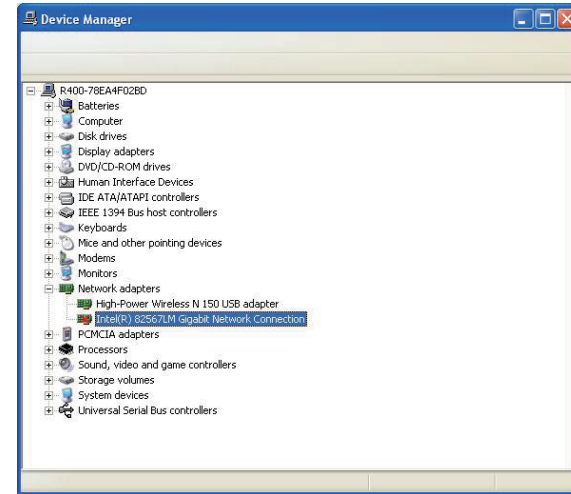 Device Manager
R400-78EA4F02BD
Batteries
Computer
Disk drives
Display adapters
DVD/CD-ROM drives
Human Interface Devices
IDE ATA/ATAPI controllers
IEEE 1394 Bus host controllers
Keyboards
Mice and other pointing devices
Modems
Monitors
Network adapters
High-Power Wireless N 150 USB adapter
Intel(R) 82567LM Gigabit Network Connection
PCMCIA adapters
Processors
Sound, video and game controllers
Storage volumes
System devices
Universal Serial Bus controllers